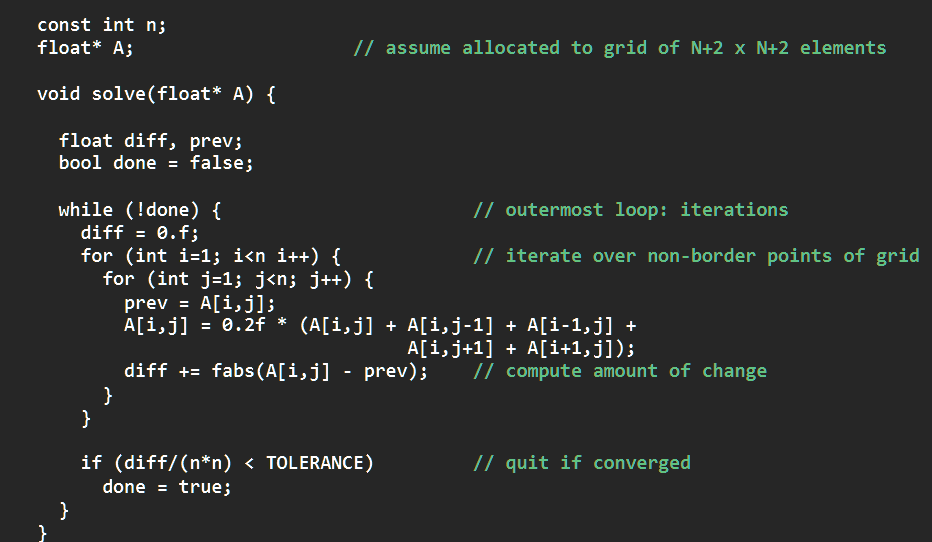 const int n;
float* A; // assume allocated to grid of N+2 x N+2 elements
void solve(float* A) {
float diff, prev;
bool done = false;
while (!done) { // outermost loop: iterations
diff = 0.f;
for (int i=1; i<n i++) { // iterate over non-border points of grid
for (int j=1; j<n; j++) {
prev = A[i,j];
A[i,j] = 0.2f * (A[i,j] + A[i,j-1] + A[i-1,j] +
A[i,j+1] + A[i+1,j]);
diff += fabs(A[i,j] - prev); // compute amount of change
}
}
if (diff/(n*n) < TOLERANCE) // quit if converged
done = true;
}
}